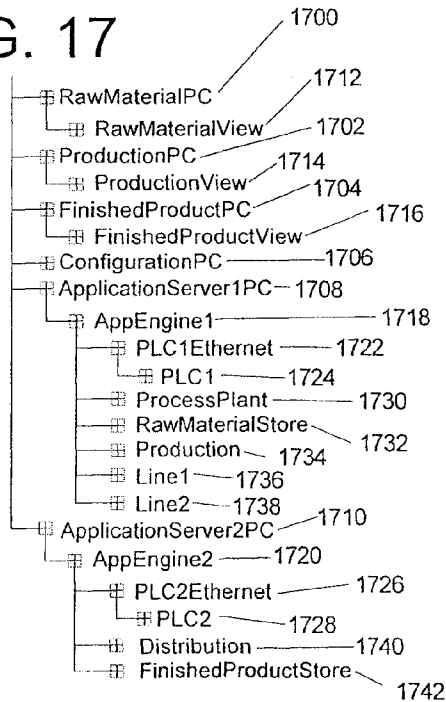 G. 17
1700
RawMaterialPC
1712
RawMaterialView
1702
ProductionPC
1714
ProductionView
1704
FinishedProductPC
1716
FinishedProductView
ConfigurationPC 1706
ApplicationServer1PC 1708
AppEngine1 1718
PLC1Ethernet 1722
PLC1 1724
ProcessPlant 1730
RawMaterialStore 1732
Production 1734
Line1 1736
Line2 1738
ApplicationServer2PC 1710
AppEngine2 1720
PLC2Ethernet 1726
PLC2 1728
Distribution 1740
FinishedProductStore 1742